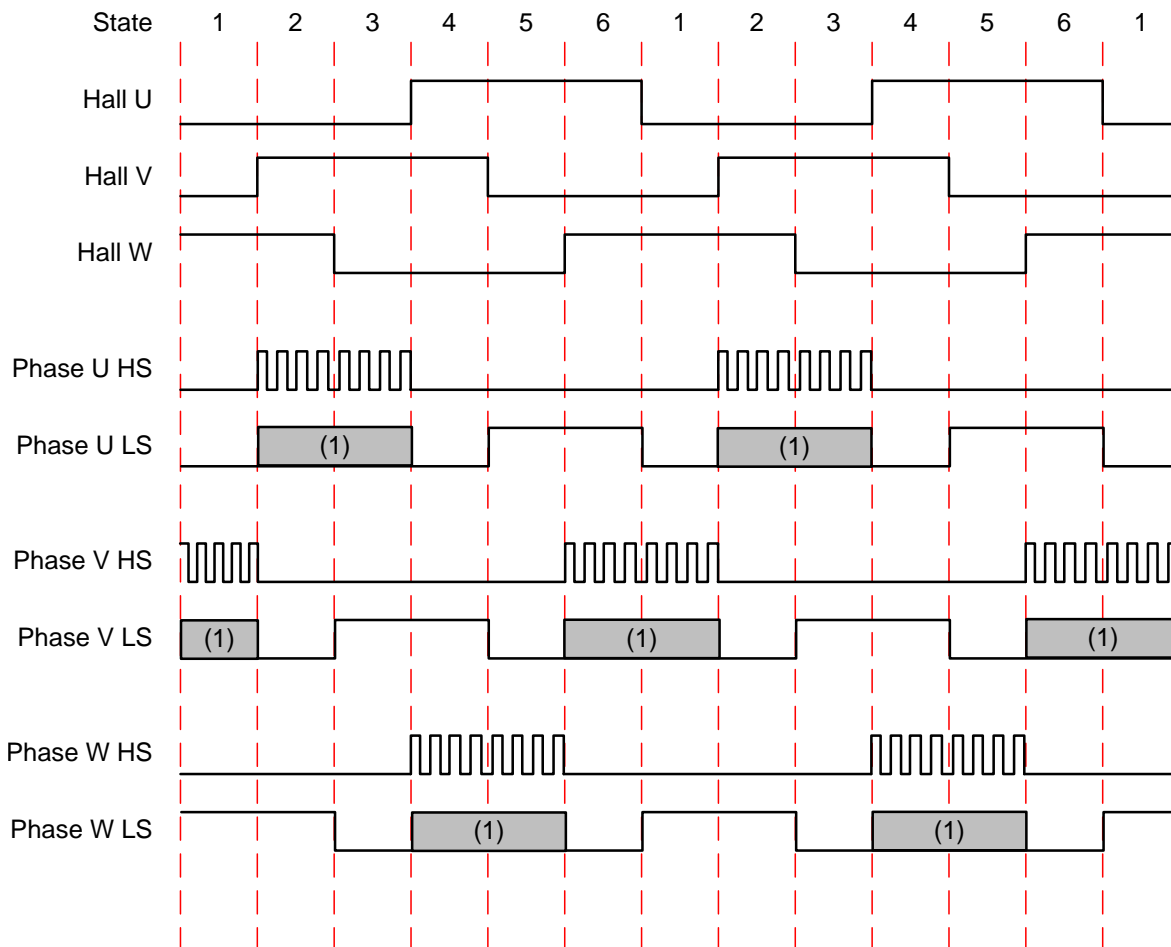 State 1 2 3 4 5 6 1 2 3 4 5 6 1
Hall U
Hall V
Hall W
Phase U HS
Phase U LS (1) (1)
Phase V HS
Phase V LS (1) (1) (1)
Phase W HS
Phase W LS (1) (1)